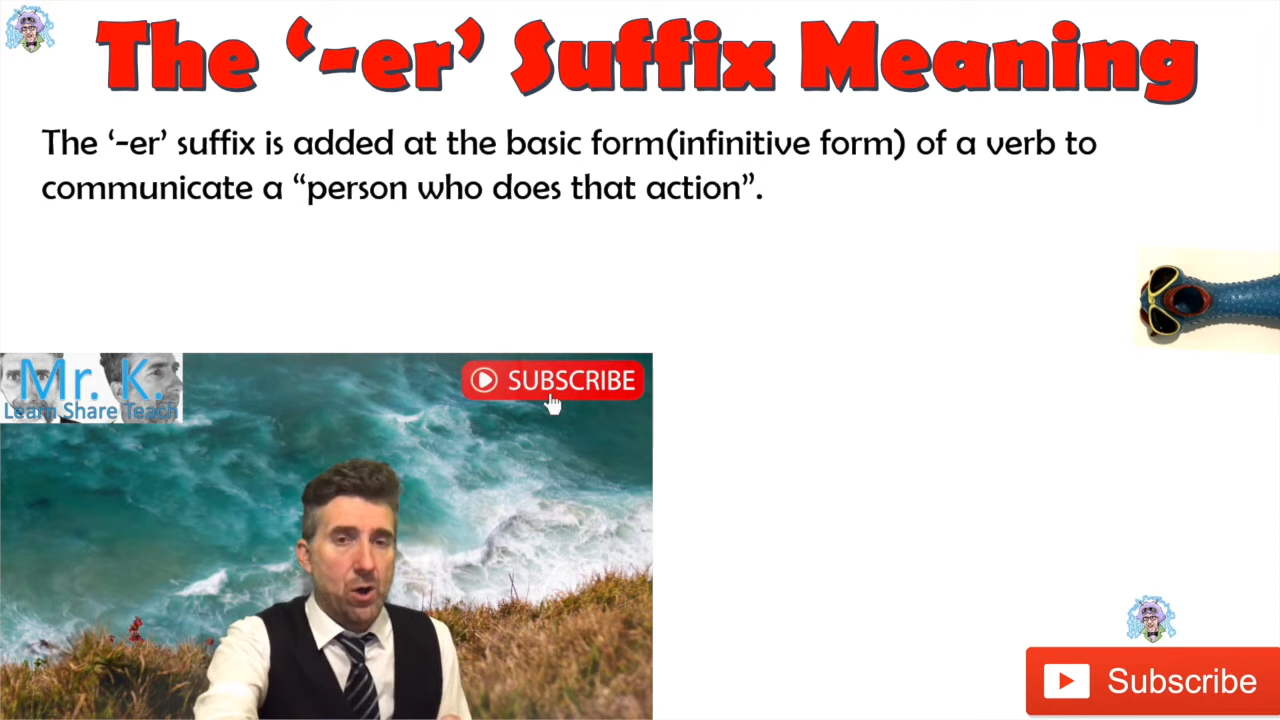 The ‘-er’ Suffix Meaning
The ‘-er’ suffix is added at the basic form(infinitive form) of a verb to
communicate a “person who does that action”.
Mr. K.
Learn Share Teach
SUBSCRIBE
Subscribe